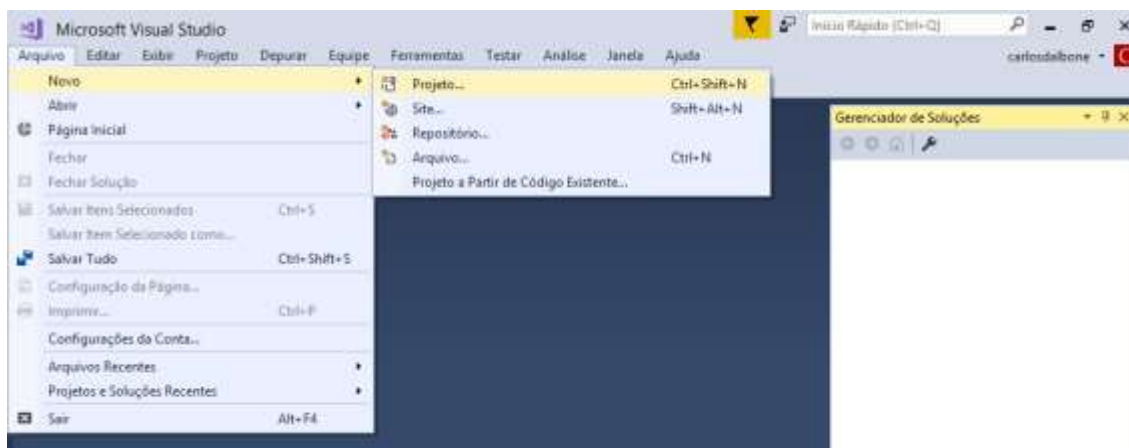 Microsoft Visual Studio
Início Rápido (Ctrl+Q)
Arquivo Editar Exibir Projeto Depurar Equipe Ferramentas Testar Análise Janela Ajuda
carlosdalbone
Novo
Projeto... Ctrl+Shift+N
Abrir
Site... Shift+Alt+N
Página Inicial
Repositório...
Fechar
Arquivo... Ctrl+N
Fechar Solução
Projeto a Partir de Código Existente...
Gerenciador de Soluções
Salvar Itens Selecionados Ctrl+S
Salvar Item Selecionado como...
Salvar Tudo Ctrl+Shift+S
Configuração da Página...
Imprimir... Ctrl+P
Configurações da Conta...
Arquivos Recentes
Projetos e Soluções Recentes
Sair Alt+F4